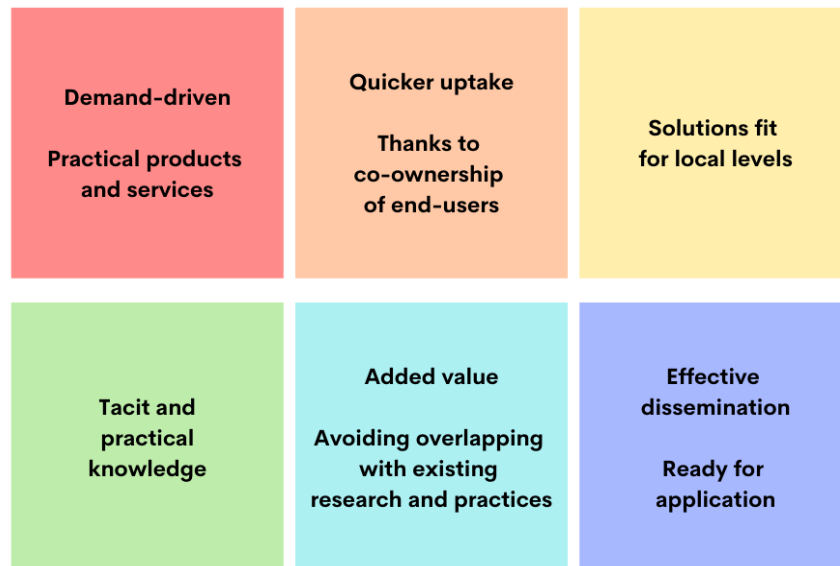 Demand-driven
Practical products
and services
Quicker uptake
Thanks to
co-ownership
of end-users
Solutions fit
for local levels
Tacit and
practical
knowledge
Added value
Avoiding overlapping
with existing
research and practices
Effective
dissemination
Ready for
application